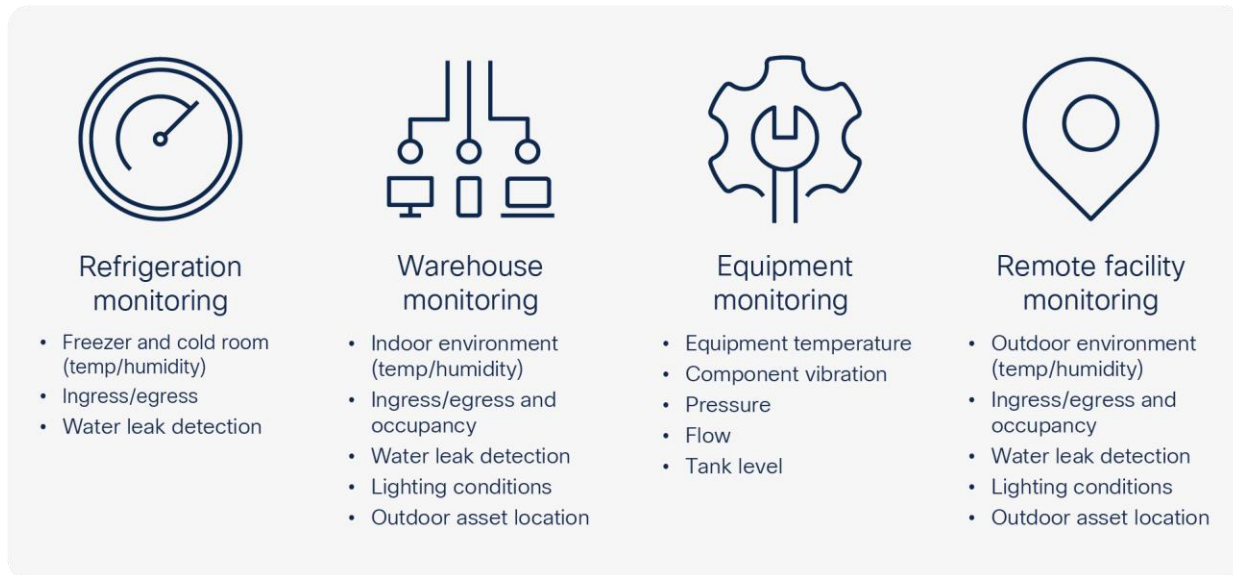 Refrigeration
monitoring
• Freezer and cold room
(temp/humidity)
• Ingress/egress
• Water leak detection
Warehouse
monitoring
• Indoor environment
(temp/humidity)
• Ingress/egress and
occupancy
• Water leak detection
• Lighting conditions
• Outdoor asset location
Equipment
monitoring
• Equipment temperature
• Component vibration
• Pressure
• Flow
• Tank level
Remote facility
monitoring
• Outdoor environment
(temp/humidity)
• Ingress/egress and
occupancy
• Water leak detection
• Lighting conditions
• Outdoor asset location